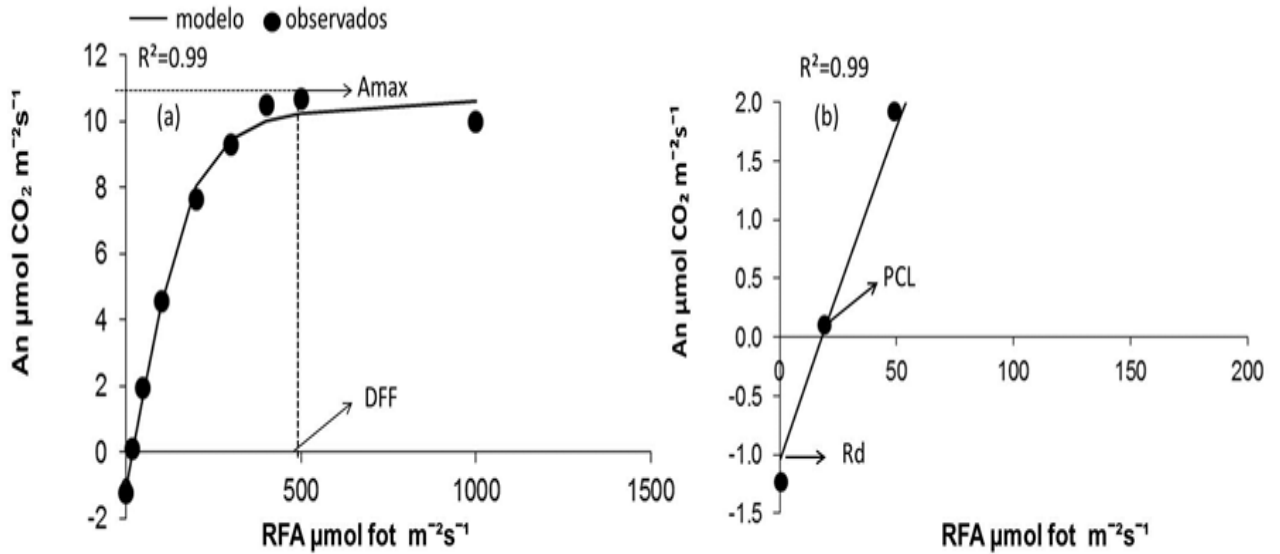 modelo observados
R²=0.99
Amax
(a)
DFF
12
10
8
6
4
2
0
-2
500
1000
1500
An μmol CO₂ m⁻²s⁻¹
RFA μmol fot m⁻²s⁻¹
R²=0.99
(b)
PCL
Rd
2.0
1.5
1.0
0.5
0.0
-0.5
-1.0
-1.5
0
50
100
150
200
An μmol CO₂ m⁻²s⁻¹
RFA μmol fot m⁻²s⁻¹